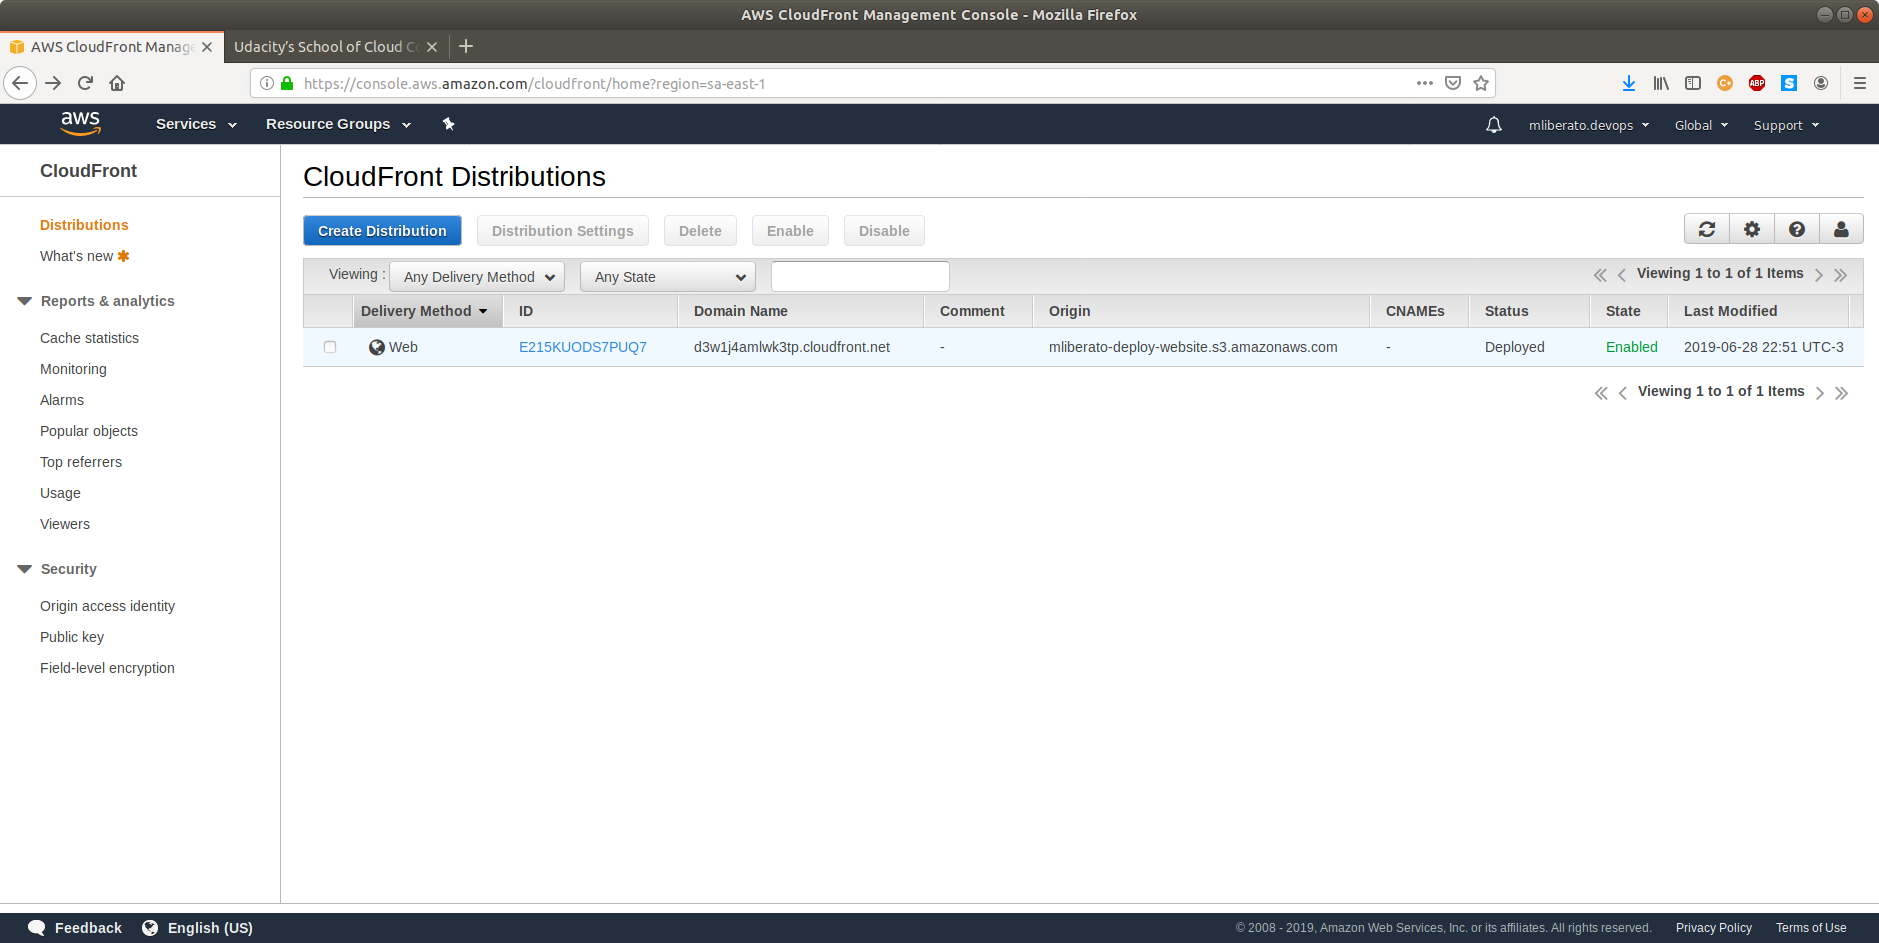 AWS CloudFront Management Console - Mozilla Firefox
AWS CloudFront Manage
Udacity's School of Cloud C
https://console.aws.amazon.com/cloudfront/home?region=sa-east-1
ABP
aws
Services
Resource Groups
mliberato.devops
Global
Support
CloudFront
Distributions
What's new
Reports & analytics
Cache statistics
Monitoring
Alarms
Popular objects
Top referrers
Usage
Viewers
Security
Origin access identity
Public key
Field-level encryption
CloudFront Distributions
Create Distribution
Distribution Settings
Delete
Enable
Disable
Viewing :
Any Delivery Method
Any State
Viewing 1 to 1 of 1 Items
Delivery Method
ID
Domain Name
Comment
Origin
CNAMEs
Status
State
Last Modified
Web
E215KUODS7PUQ7
d3w1j4amlwk3tp.cloudfront.net
-
mliberato-deploy-website.s3.amazonaws.com
-
Deployed
Enabled
2019-06-28 22:51 UTC-3
Viewing 1 to 1 of 1 Items
Feedback
English (US)
© 2008 - 2019, Amazon Web Services, Inc. or its affiliates. All rights reserved.
Privacy Policy
Terms of Use